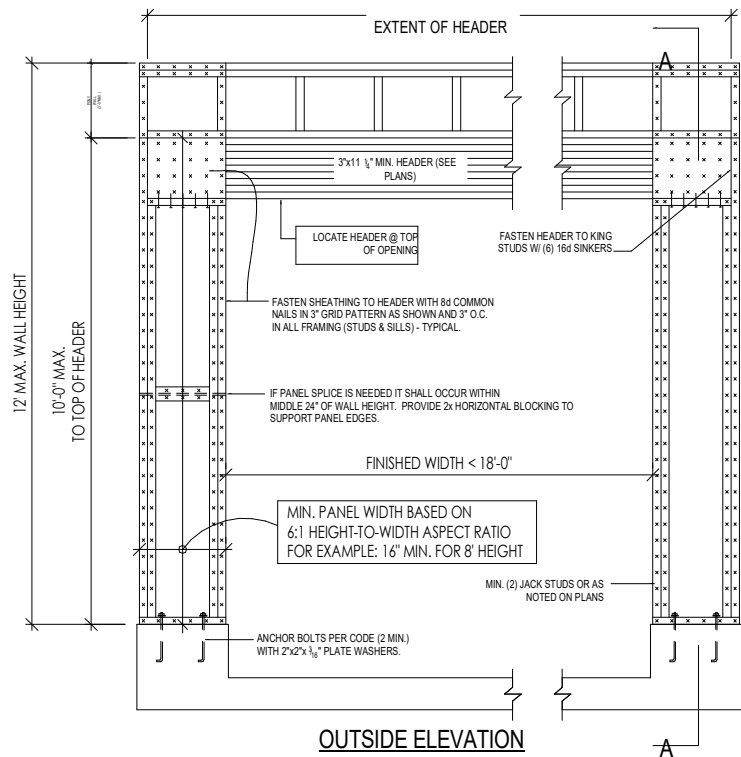 EXTENT OF HEADER
A
12' MAX. WALL HEIGHT
10'-0" MAX.
TO TOP OF HEADER
3"x11 ¼" MIN. HEADER (SEE
PLANS)
LOCATE HEADER @ TOP
OF OPENING
FASTEN HEADER TO KING
STUDS W/ (6) 16d SINKERS
FASTEN SHEATHING TO HEADER WITH 8d COMMON
NAILS IN 3" GRID PATTERN AS SHOWN AND 3" O.C.
IN ALL FRAMING (STUDS & SILLS) - TYPICAL.
IF PANEL SPLICE IS NEEDED IT SHALL OCCUR WITHIN
MIDDLE 24" OF WALL HEIGHT. PROVIDE 2x HORIZONTAL BLOCKING TO
SUPPORT PANEL EDGES.
FINISHED WIDTH < 18'-0"
MIN. PANEL WIDTH BASED ON
6:1 HEIGHT-TO-WIDTH ASPECT RATIO
FOR EXAMPLE: 16" MIN. FOR 8' HEIGHT
MIN. (2) JACK STUDS OR AS
NOTED ON PLANS
ANCHOR BOLTS PER CODE (2 MIN.)
WITH 2"x2"x 3/16" PLATE WASHERS.
OUTSIDE ELEVATION
A